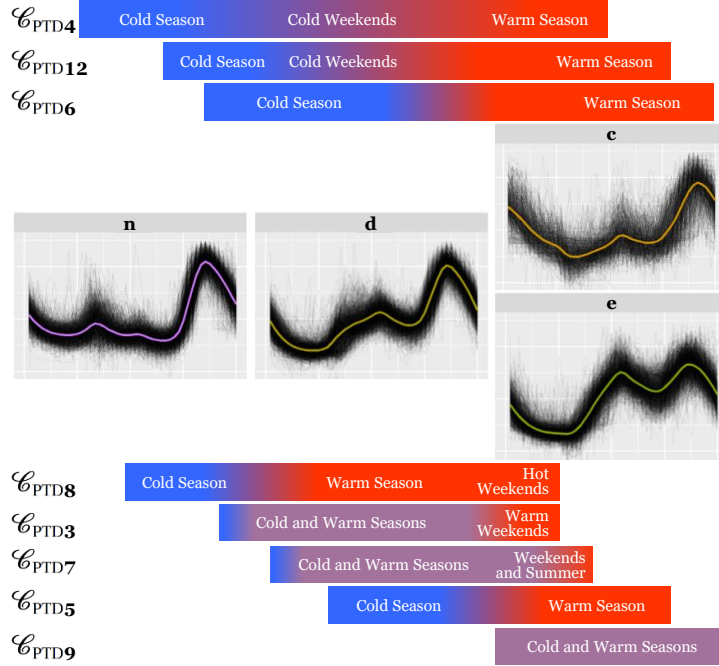 𝒞PTD4 Cold Season Cold Weekends Warm Season
𝒞PTD12 Cold Season Cold Weekends Warm Season
𝒞PTD6 Cold Season Warm Season
c
n d
e
𝒞PTD8 Cold Season Warm Season Hot Weekends
𝒞PTD3 Cold and Warm Seasons Warm Weekends
𝒞PTD7 Cold and Warm Seasons Weekends and Summer
𝒞PTD5 Cold Season Warm Season
𝒞PTD9 Cold and Warm Seasons